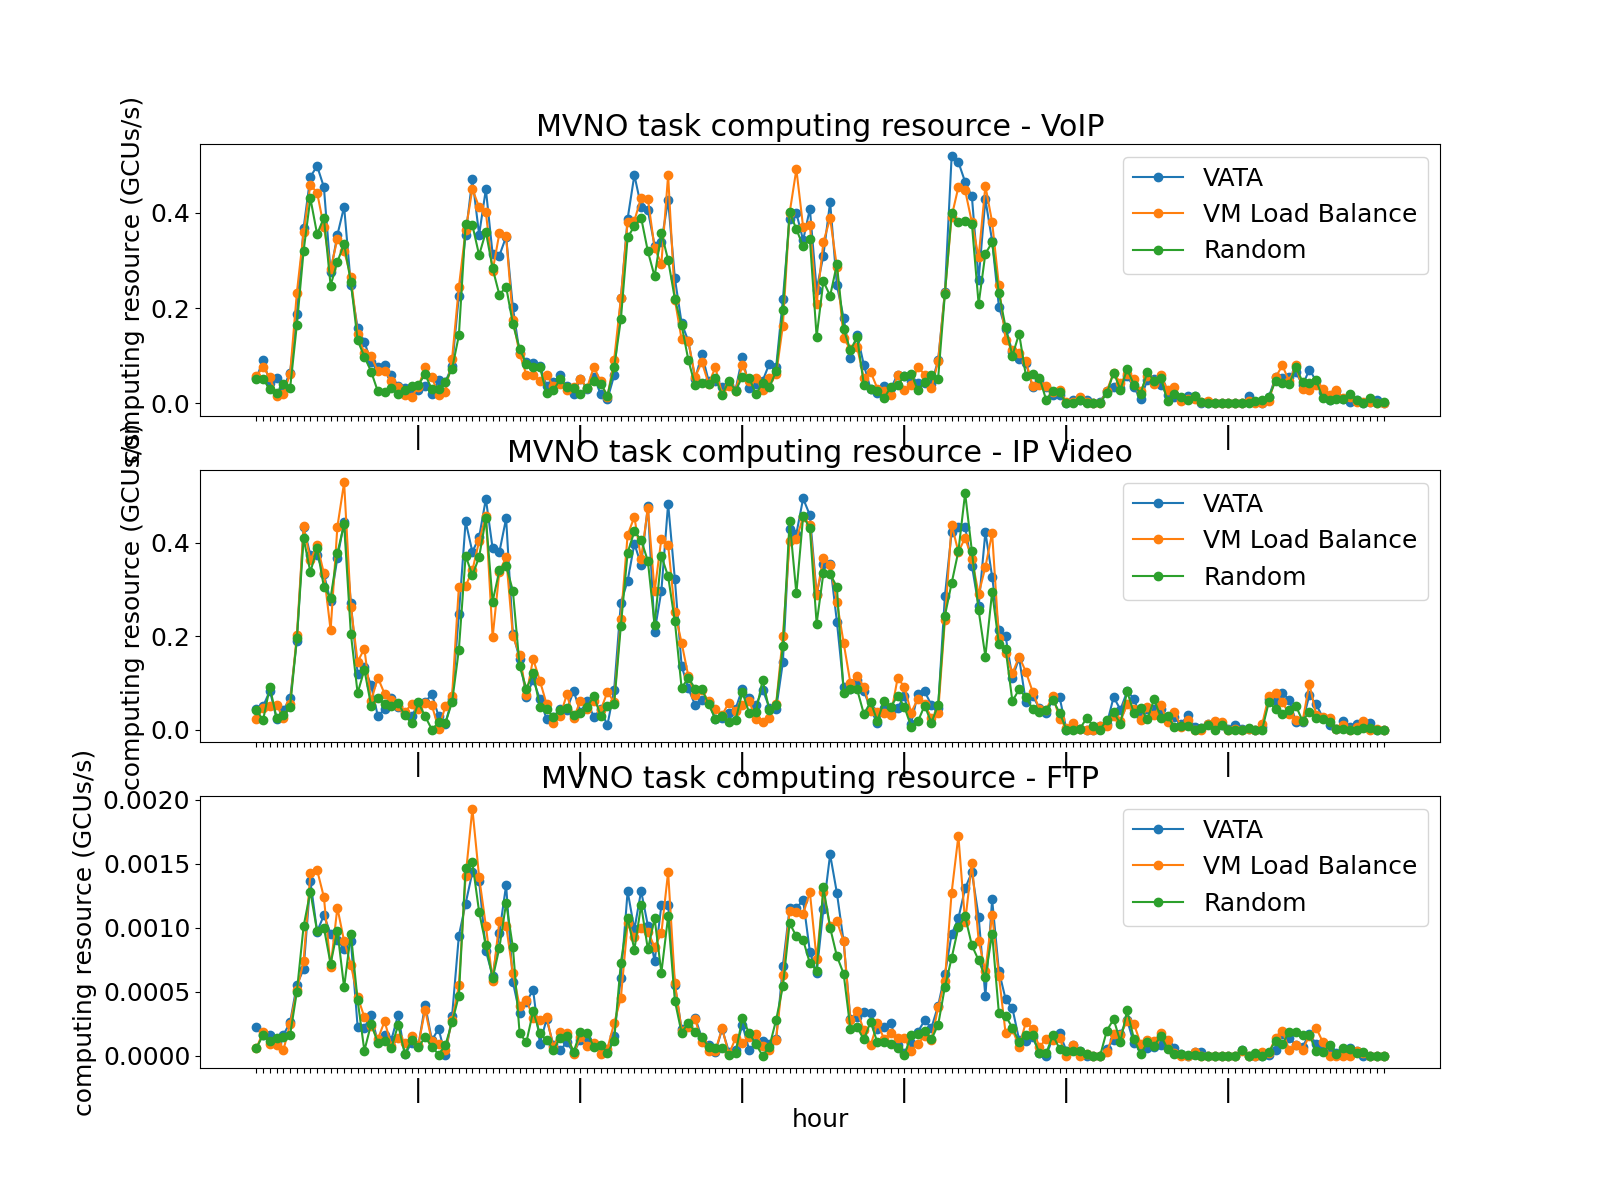 MVNO task computing resource - VoIP
computing resource (GCUs/s)
0.4
0.2
0.0
VATA
VM Load Balance
Random
MVNO task computing resource - IP Video
computing resource (GCUs/s)
0.4
0.2
0.0
VATA
VM Load Balance
Random
MVNO task computing resource - FTP
computing resource (GCUs/s)
0.0020
0.0015
0.0010
0.0005
0.0000
VATA
VM Load Balance
Random
hour